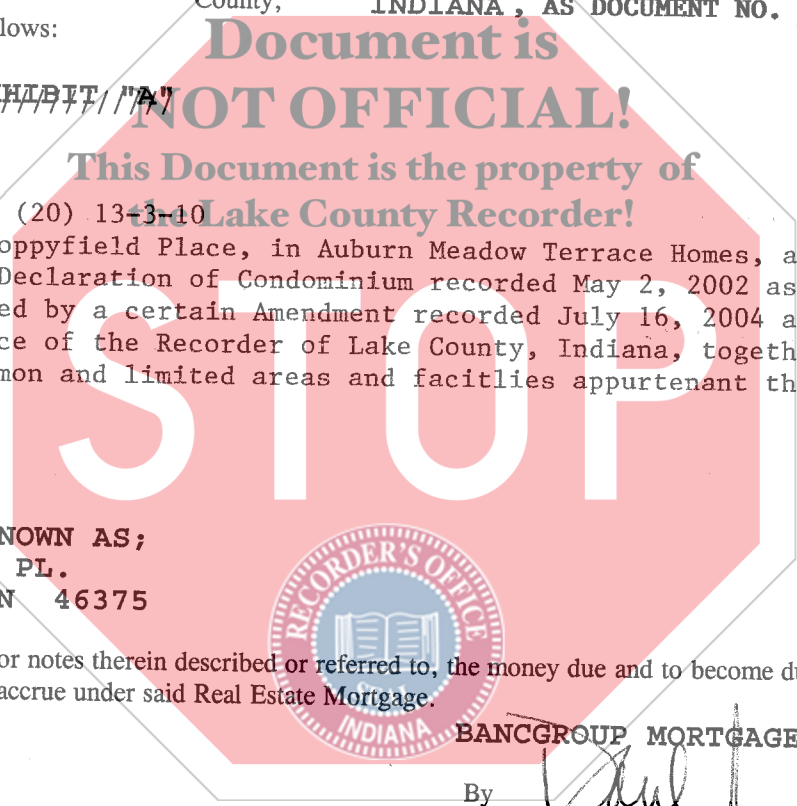 County, INDIANA, AS DOCUMENT NO.
lows:
Document is
HIBIT "A"
NOT OFFICIAL!
This Document is the property of
the Lake County Recorder!
(20) 13-3-10
oppyfield Place, in Auburn Meadow Terrace Homes, a
Declaration of Condominium recorded May 2, 2002 as
ed by a certain Amendment recorded July 16, 2004 a
ce of the Recorder of Lake County, Indiana, togeth
mon and limited areas and facitlies appurtenant th
STOP
NOWN AS;
PL.
N 46375
RECORDER'S OFFICE
INDIANA
or notes therein described or referred to, the money due and to become du
accrue under said Real Estate Mortgage.
BANCGROUP MORTGAGE
By